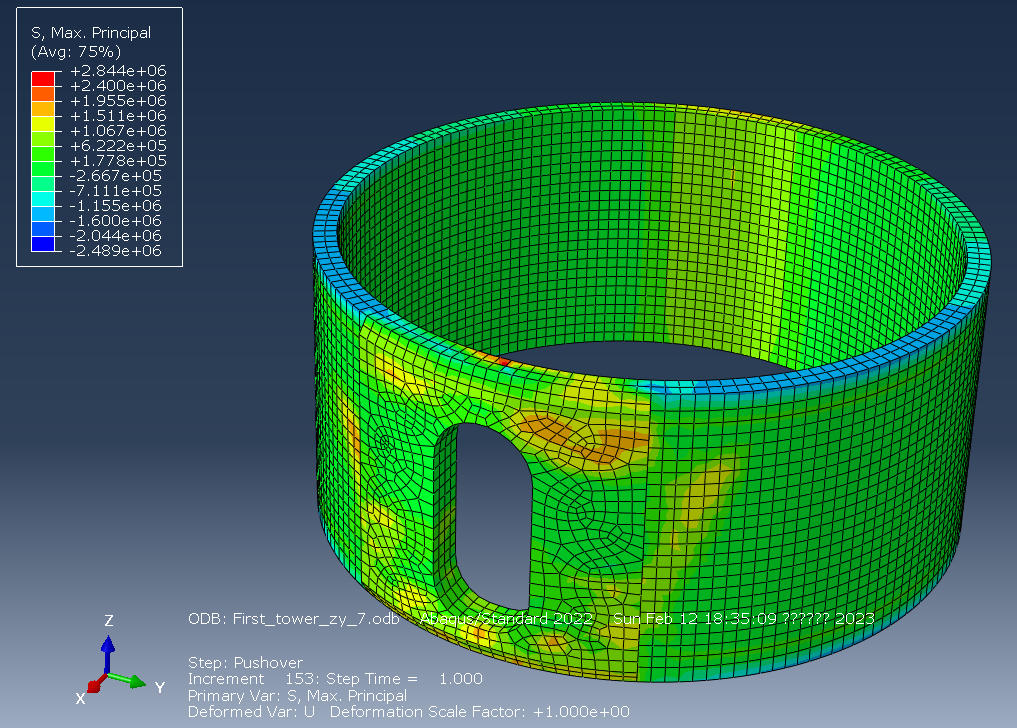 S, Max. Principal
(Avg: 75%)
+2.844e+06
+2.400e+06
+1.955e+06
+1.511e+06
+1.067e+06
+6.222e+05
+1.778e+05
-2.667e+05
-7.111e+05
-1.155e+06
-1.600e+06
-2.044e+06
-2.489e+06
Z
Y
X
ODB: First_tower_zy_7.odb Abaqus/Standard 2022 Sun Feb 12 18:35:09 ?????? 2023
Step: Pushover
Increment 153: Step Time = 1.000
Primary Var: S, Max. Principal
Deformed Var: U Deformation Scale Factor: +1.000e+00